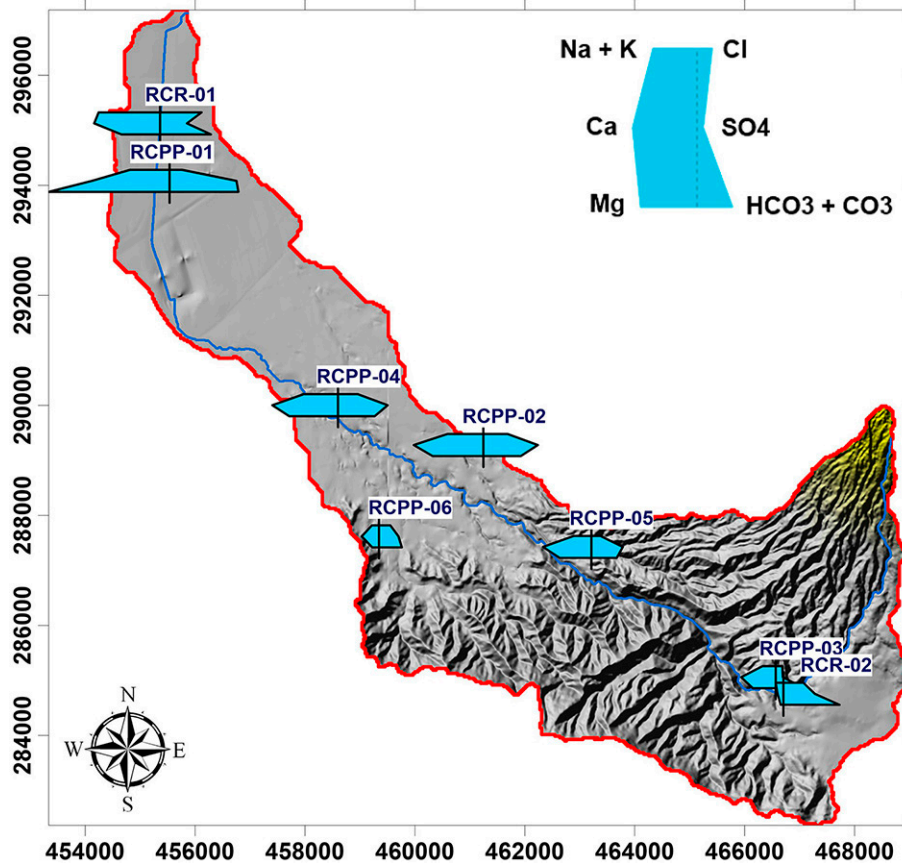 Na + K
Cl
Ca
SO4
Mg
HCO3 + CO3
RCR-01
RCPP-01
RCPP-04
RCPP-02
RCPP-06
RCPP-05
RCPP-03
RCR-02
N
W
E
S
296000
294000
292000
290000
288000
286000
284000
454000 456000 458000 460000 462000 464000 466000 468000